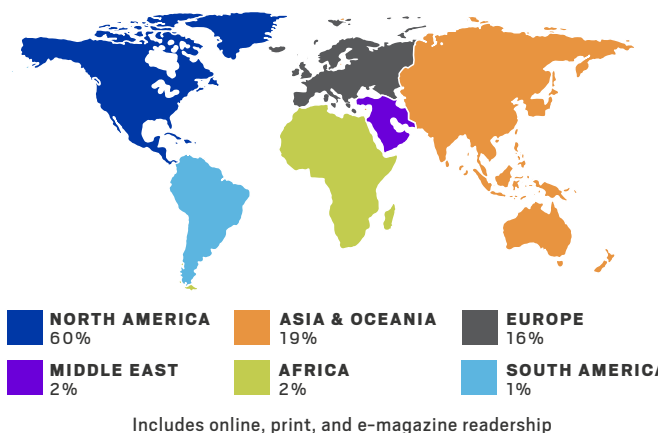 NORTH AMERICA
60%
ASIA & OCEANIA
19%
EUROPE
16%
MIDDLE EAST
2%
AFRICA
2%
SOUTH AMERICA
1%
Includes online, print, and e-magazine readership